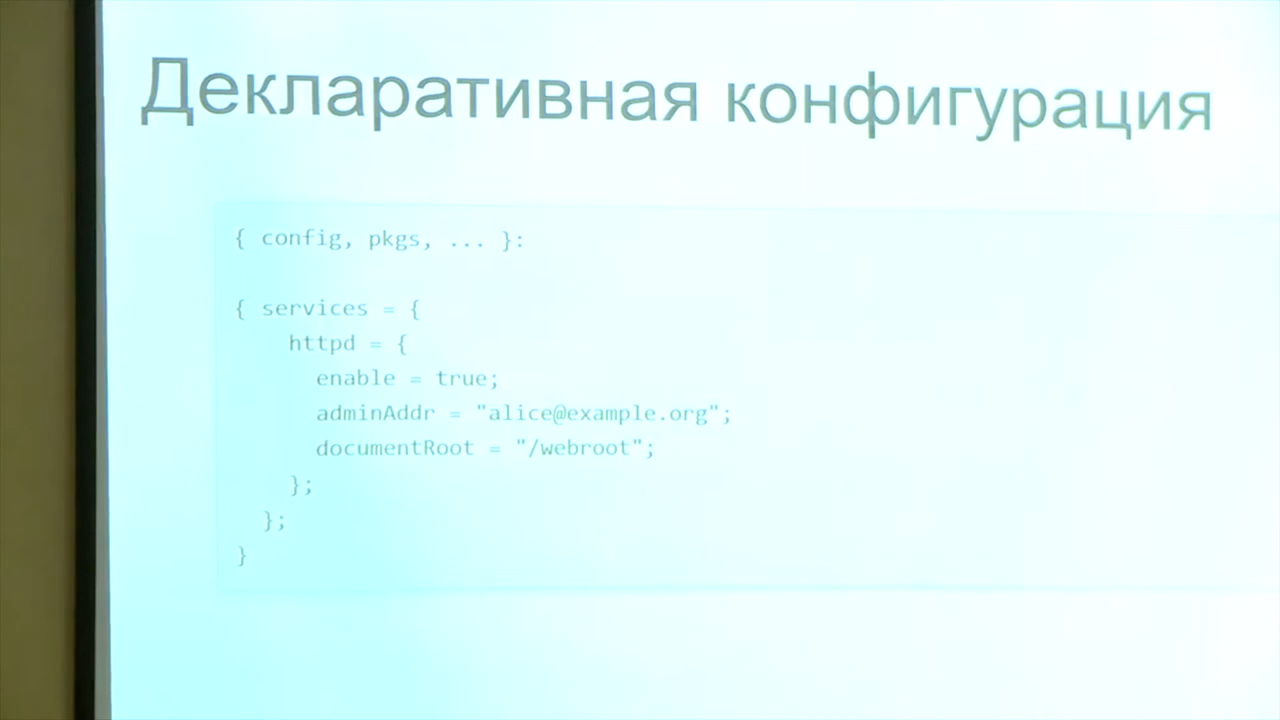 Декларативная конфигурация
{ config, pkgs, ... }:
{ services = {
httpd = {
enable = true;
adminAddr = "alice@example.org";
documentRoot = "/webroot";
};
};
}